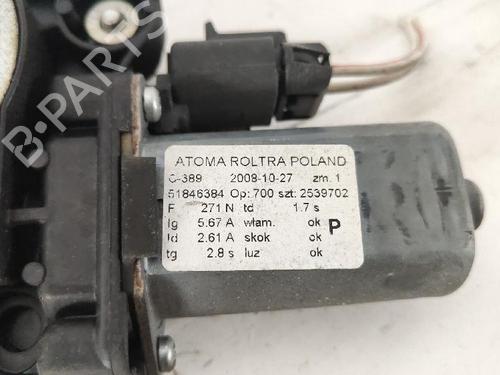 ATOMA ROLTRA POLAND
C-389 2008-10-27 zm. 1
51846384 Op: 700 szt: 2539702
F 271 N td 1.7 s
Ig 5.67 A włam. ok
Id 2.61 A skok ok P
tg 2.8 s luz ok
B-PARTS